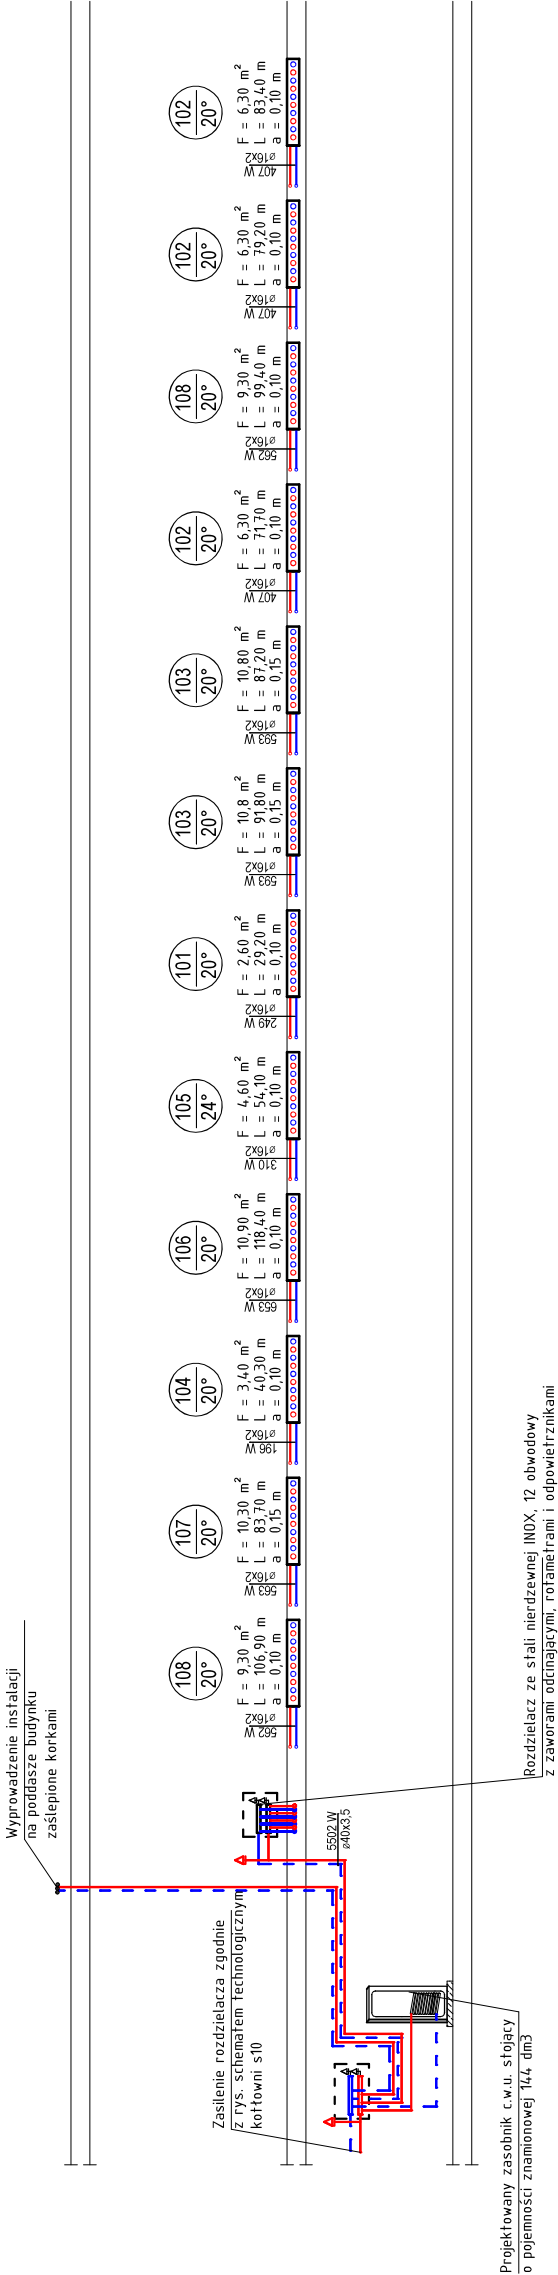 Wyprowadzenie instalacji
na poddasze budynku
zaślepione korkami
Zasilenie rozdzielacza zgodnie
z rys. schematem technologicznym
kotłowni s10
Projektowany zasobnik c.w.u. stojący
o pojemności znamionowej 144 dm3
5502 W
ø40x3,5
Rozdzielacz ze stali nierdzewnej INOX, 12 obwodowy
z zaworami odcinającymi, rotametrami i odpowietrznikami
108
20°
F = 9,30 m²
L = 106,90 m
a = 0,10 m
ø16x2
562 W
107
20°
F = 10,30 m²
L = 83,70 m
a = 0,15 m
ø16x2
563 W
104
20°
F = 3,40 m²
L = 40,30 m
a = 0,10 m
ø16x2
196 W
106
20°
F = 10,90 m²
L = 118,40 m
a = 0,10 m
ø16x2
653 W
105
24°
F = 4,60 m²
L = 54,10 m
a = 0,10 m
ø16x2
310 W
101
20°
F = 2,60 m²
L = 29,20 m
a = 0,10 m
ø16x2
249 W
103
20°
F = 10,8 m²
L = 91,80 m
a = 0,15 m
ø16x2
593 W
103
20°
F = 10,80 m²
L = 87,20 m
a = 0,15 m
ø16x2
593 W
102
20°
F = 6,30 m²
L = 71,70 m
a = 0,10 m
ø16x2
407 W
108
20°
F = 9,30 m²
L = 99,40 m
a = 0,10 m
ø16x2
562 W
102
20°
F = 6,30 m²
L = 79,20 m
a = 0,10 m
ø16x2
407 W
102
20°
F = 6,30 m²
L = 83,40 m
a = 0,10 m
ø16x2
407 W